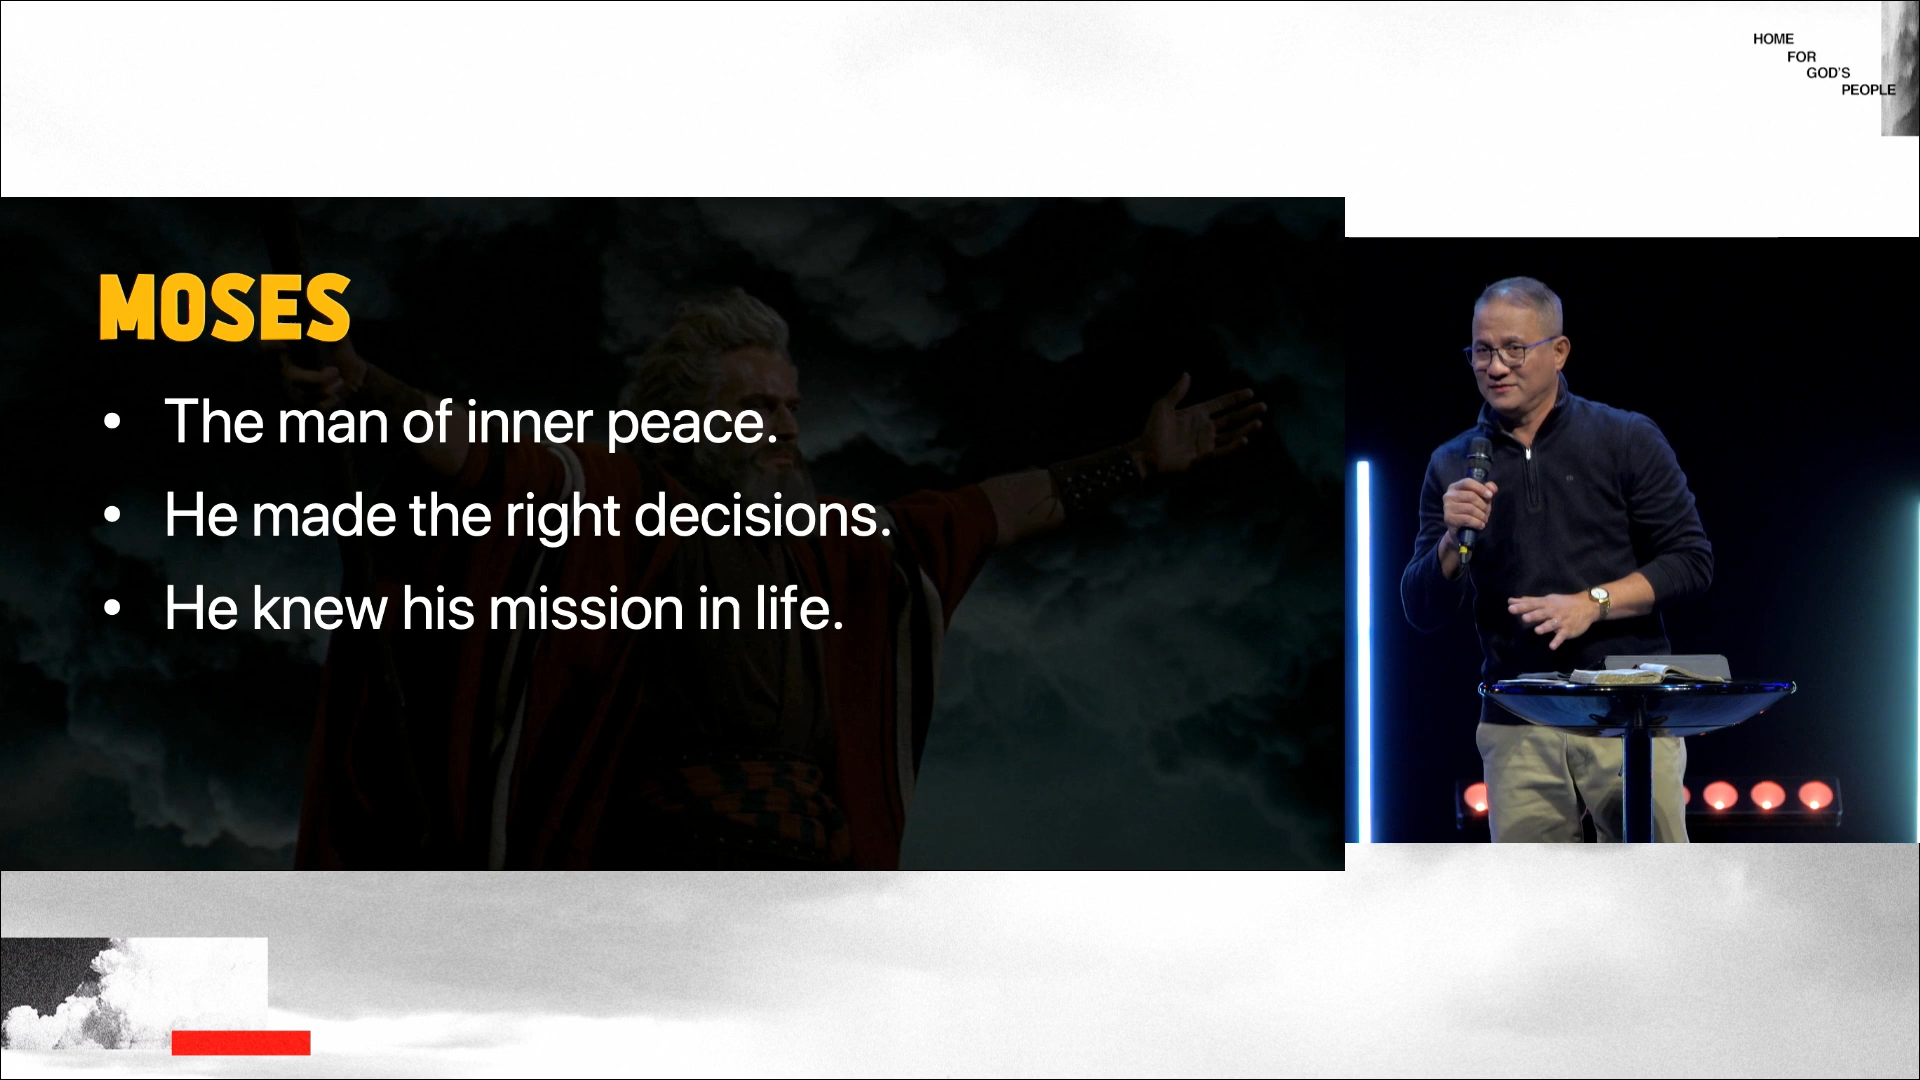 HOME
FOR
GOD'S
PEOPLE
MOSES
• The man of inner peace.
• He made the right decisions.
• He knew his mission in life.